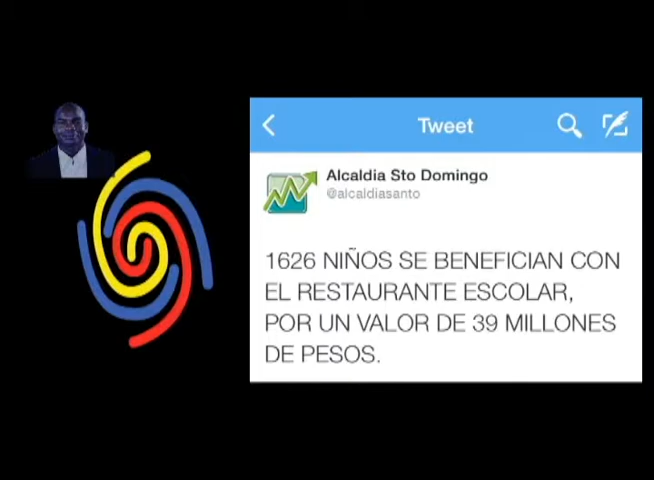 Tweet
Alcaldia Sto Domingo
@alcaldiasanto
1626 NIÑOS SE BENEFICIAN CON
EL RESTAURANTE ESCOLAR,
POR UN VALOR DE 39 MILLONES
DE PESOS.